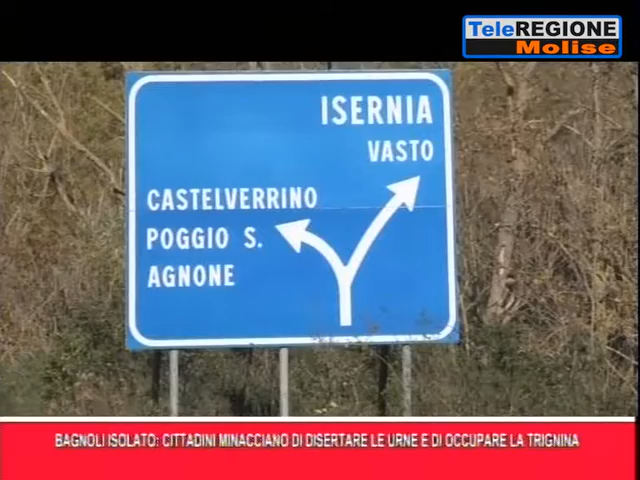 TeleREGIONE
Molise
ISERNIA
VASTO
CASTELVERRINO
POGGIO S.
AGNONE
BAGNOLI ISOLATO: CITTADINI MINACCIANO DI DISERTARE LE URNE E DI OCCUPARE LA TRIGNINA